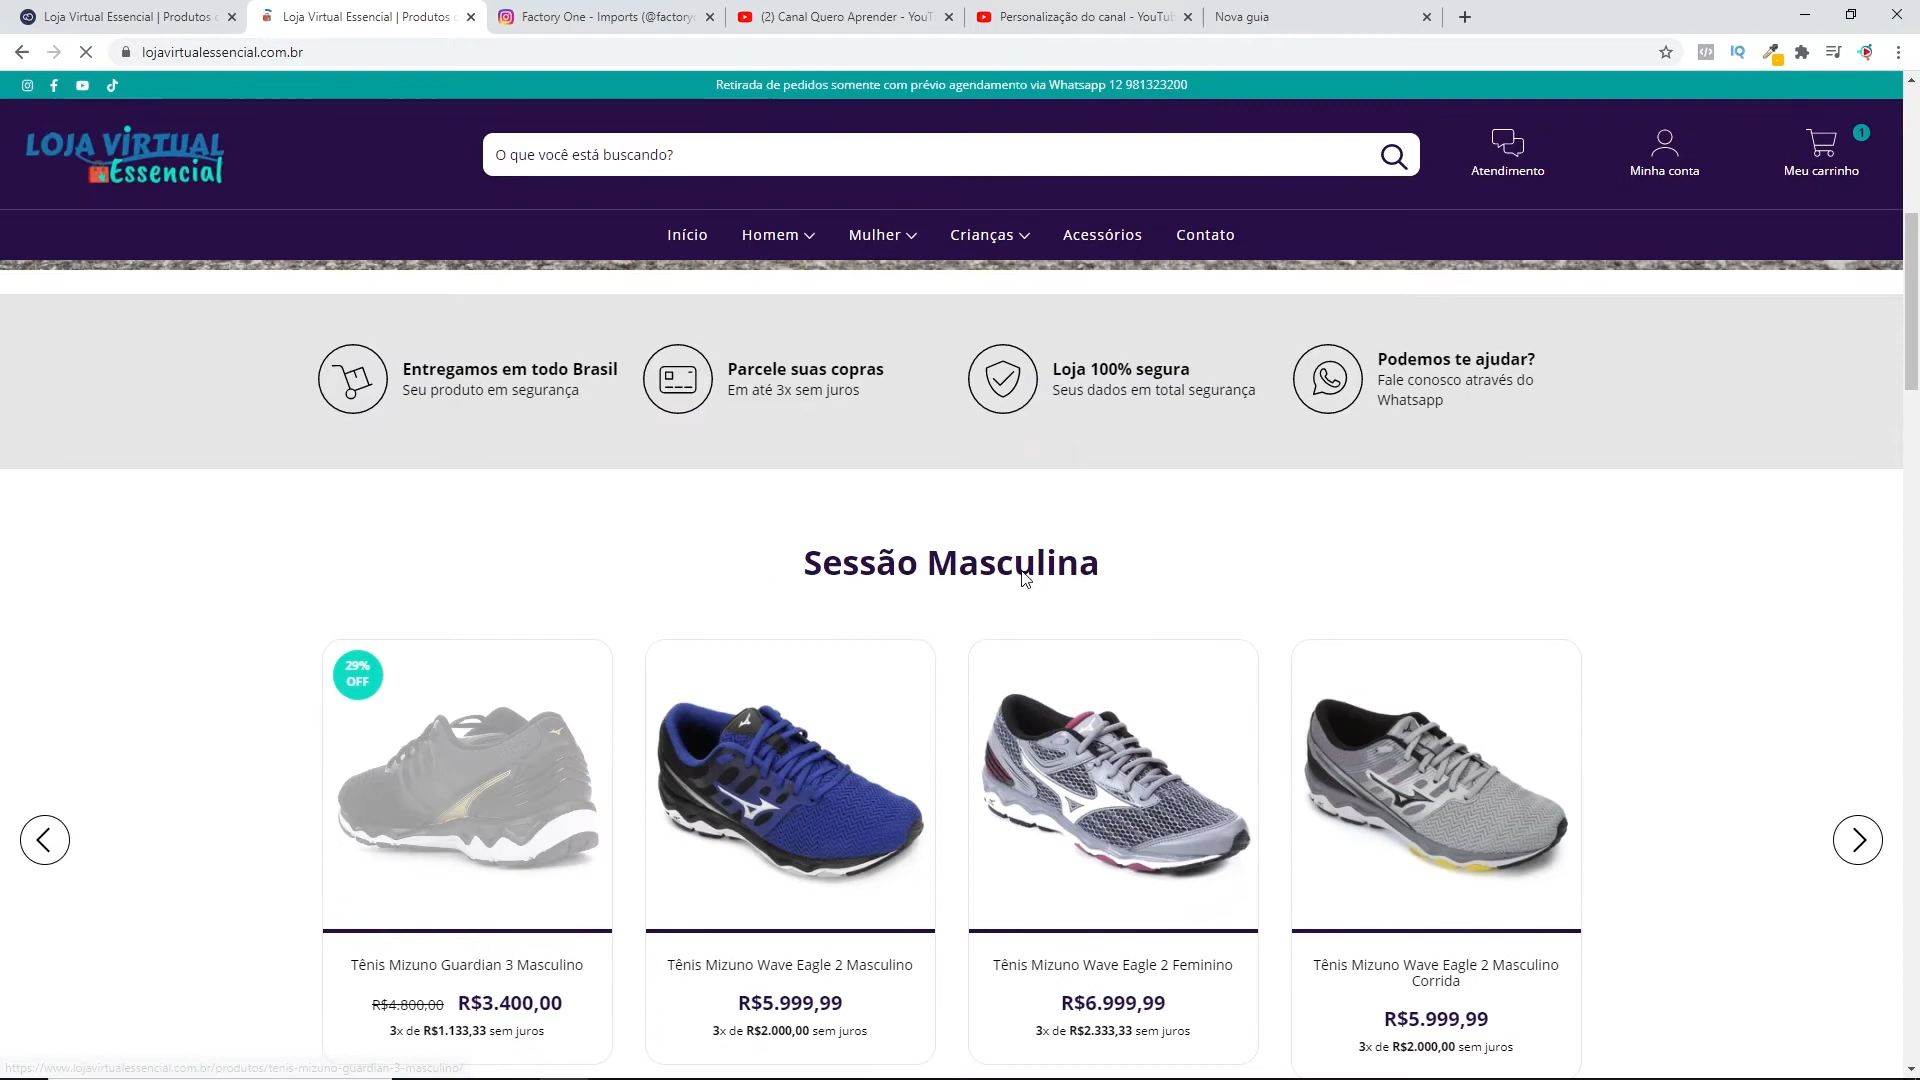 Loja Virtual Essencial | Produtos c
Loja Virtual Essencial | Produtos c
Factory One - Imports (@factoryo
(2) Canal Quero Aprender - YouT
Personalização do canal - YouTu
Nova guia
lojavirtualessencial.com.br
IQ
Retirada de pedidos somente com prévio agendamento via Whatsapp 12 981323200
LOJA VIRTUAL
Essencial
O que você está buscando?
Atendimento
Minha conta
1
Meu carrinho
Início
Homem
Mulher
Crianças
Acessórios
Contato
Entregamos em todo Brasil
Seu produto em segurança
Parcele suas copras
Em até 3x sem juros
Loja 100% segura
Seus dados em total segurança
Podemos te ajudar?
Fale conosco através do
Whatsapp
Sessão Masculina
29%
OFF
Tênis Mizuno Guardian 3 Masculino
R$4.800,00 R$3.400,00
3x de R$1.133,33 sem juros
Tênis Mizuno Wave Eagle 2 Masculino
R$5.999,99
3x de R$2.000,00 sem juros
Tênis Mizuno Wave Eagle 2 Feminino
R$6.999,99
3x de R$2.333,33 sem juros
Tênis Mizuno Wave Eagle 2 Masculino
Corrida
R$5.999,99
3x de R$2.000,00 sem juros
https://www.lojavirtualessencial.com.br/produtos/tenis-mizuno-guardian-3-masculino/